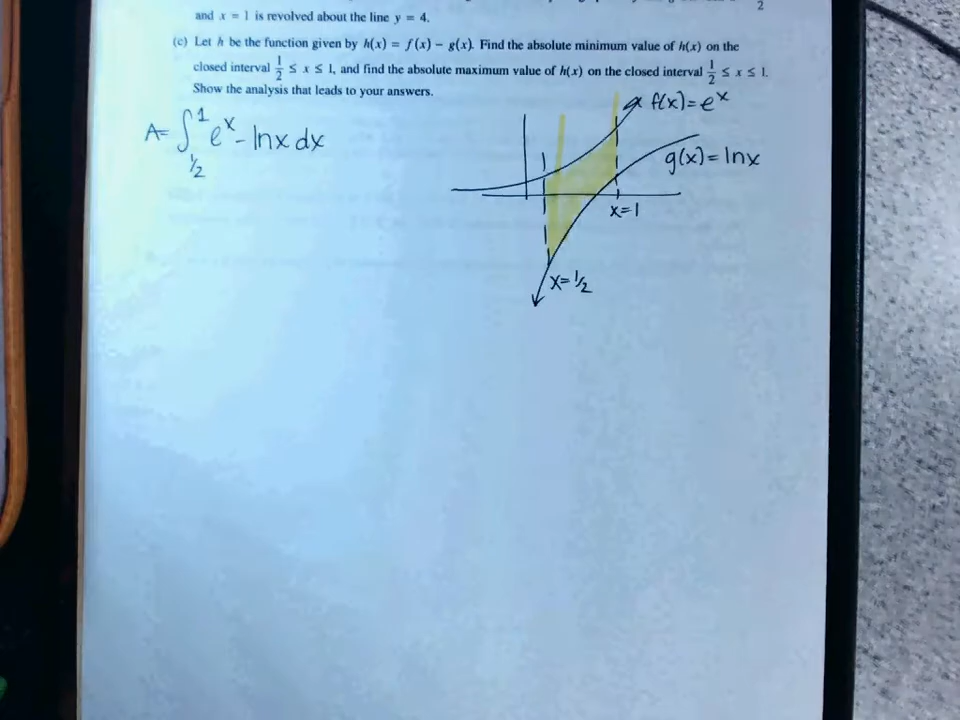 2
and x = 1 is revolved about the line y = 4.
(c) Let h be the function given by h(x) = f(x) − g(x). Find the absolute minimum value of h(x) on the
closed interval 1/2 ≤ x ≤ 1, and find the absolute maximum value of h(x) on the closed interval 1/2 ≤ x ≤ 1.
Show the analysis that leads to your answers.
A= ∫ 1 1/2 e^x - lnx dx
f(x)=e^x
g(x)=lnx
x=1
x=1/2